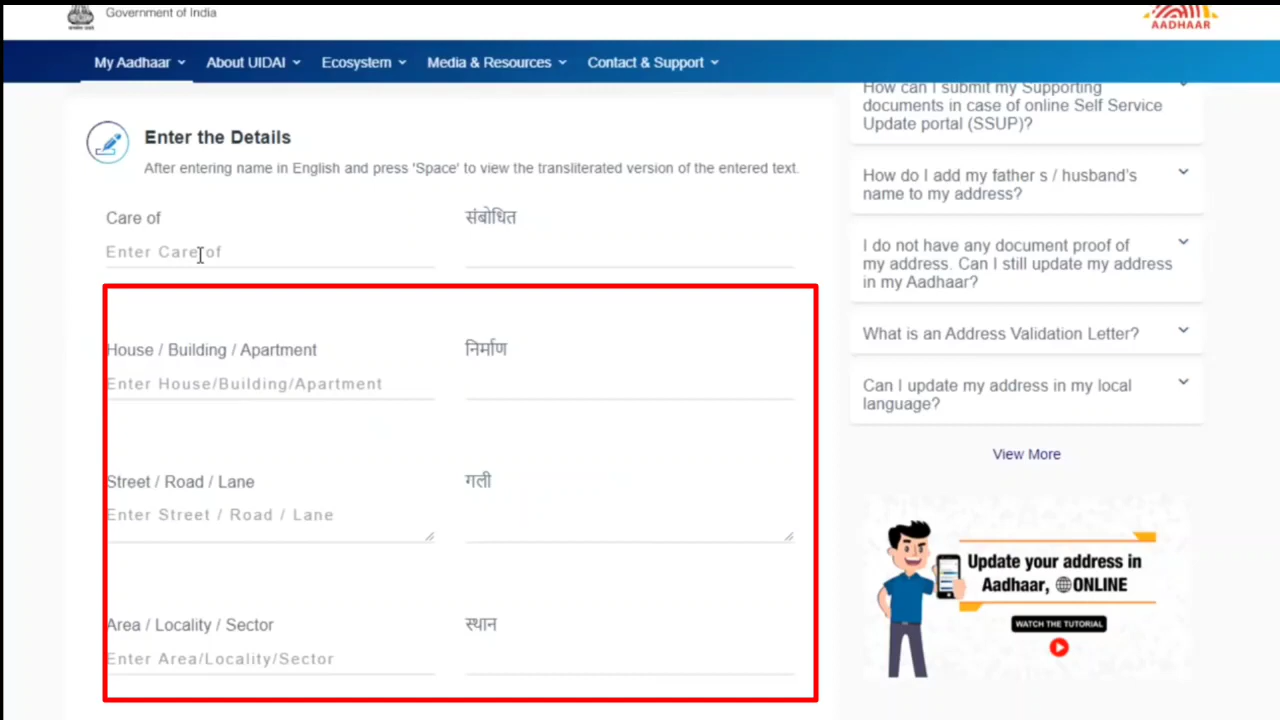 Government of India
AADHAAR
My Aadhaar
About UIDAI
Ecosystem
Media & Resources
Contact & Support
Enter the Details
After entering name in English and press 'Space' to view the transliterated version of the entered text.
Care of
संबोधित
Enter Care of
House / Building / Apartment
निर्माण
Enter House/Building/Apartment
Street / Road / Lane
गली
Enter Street / Road / Lane
Area / Locality / Sector
स्थान
Enter Area/Locality/Sector
How can I submit my Supporting
documents in case of online Self Service
Update portal (SSUP)?
How do I add my father s / husband's
name to my address?
I do not have any document proof of
my address. Can I still update my address
in my Aadhaar?
What is an Address Validation Letter?
Can I update my address in my local
language?
View More
Update your address in
Aadhaar, ONLINE
WATCH THE TUTORIAL